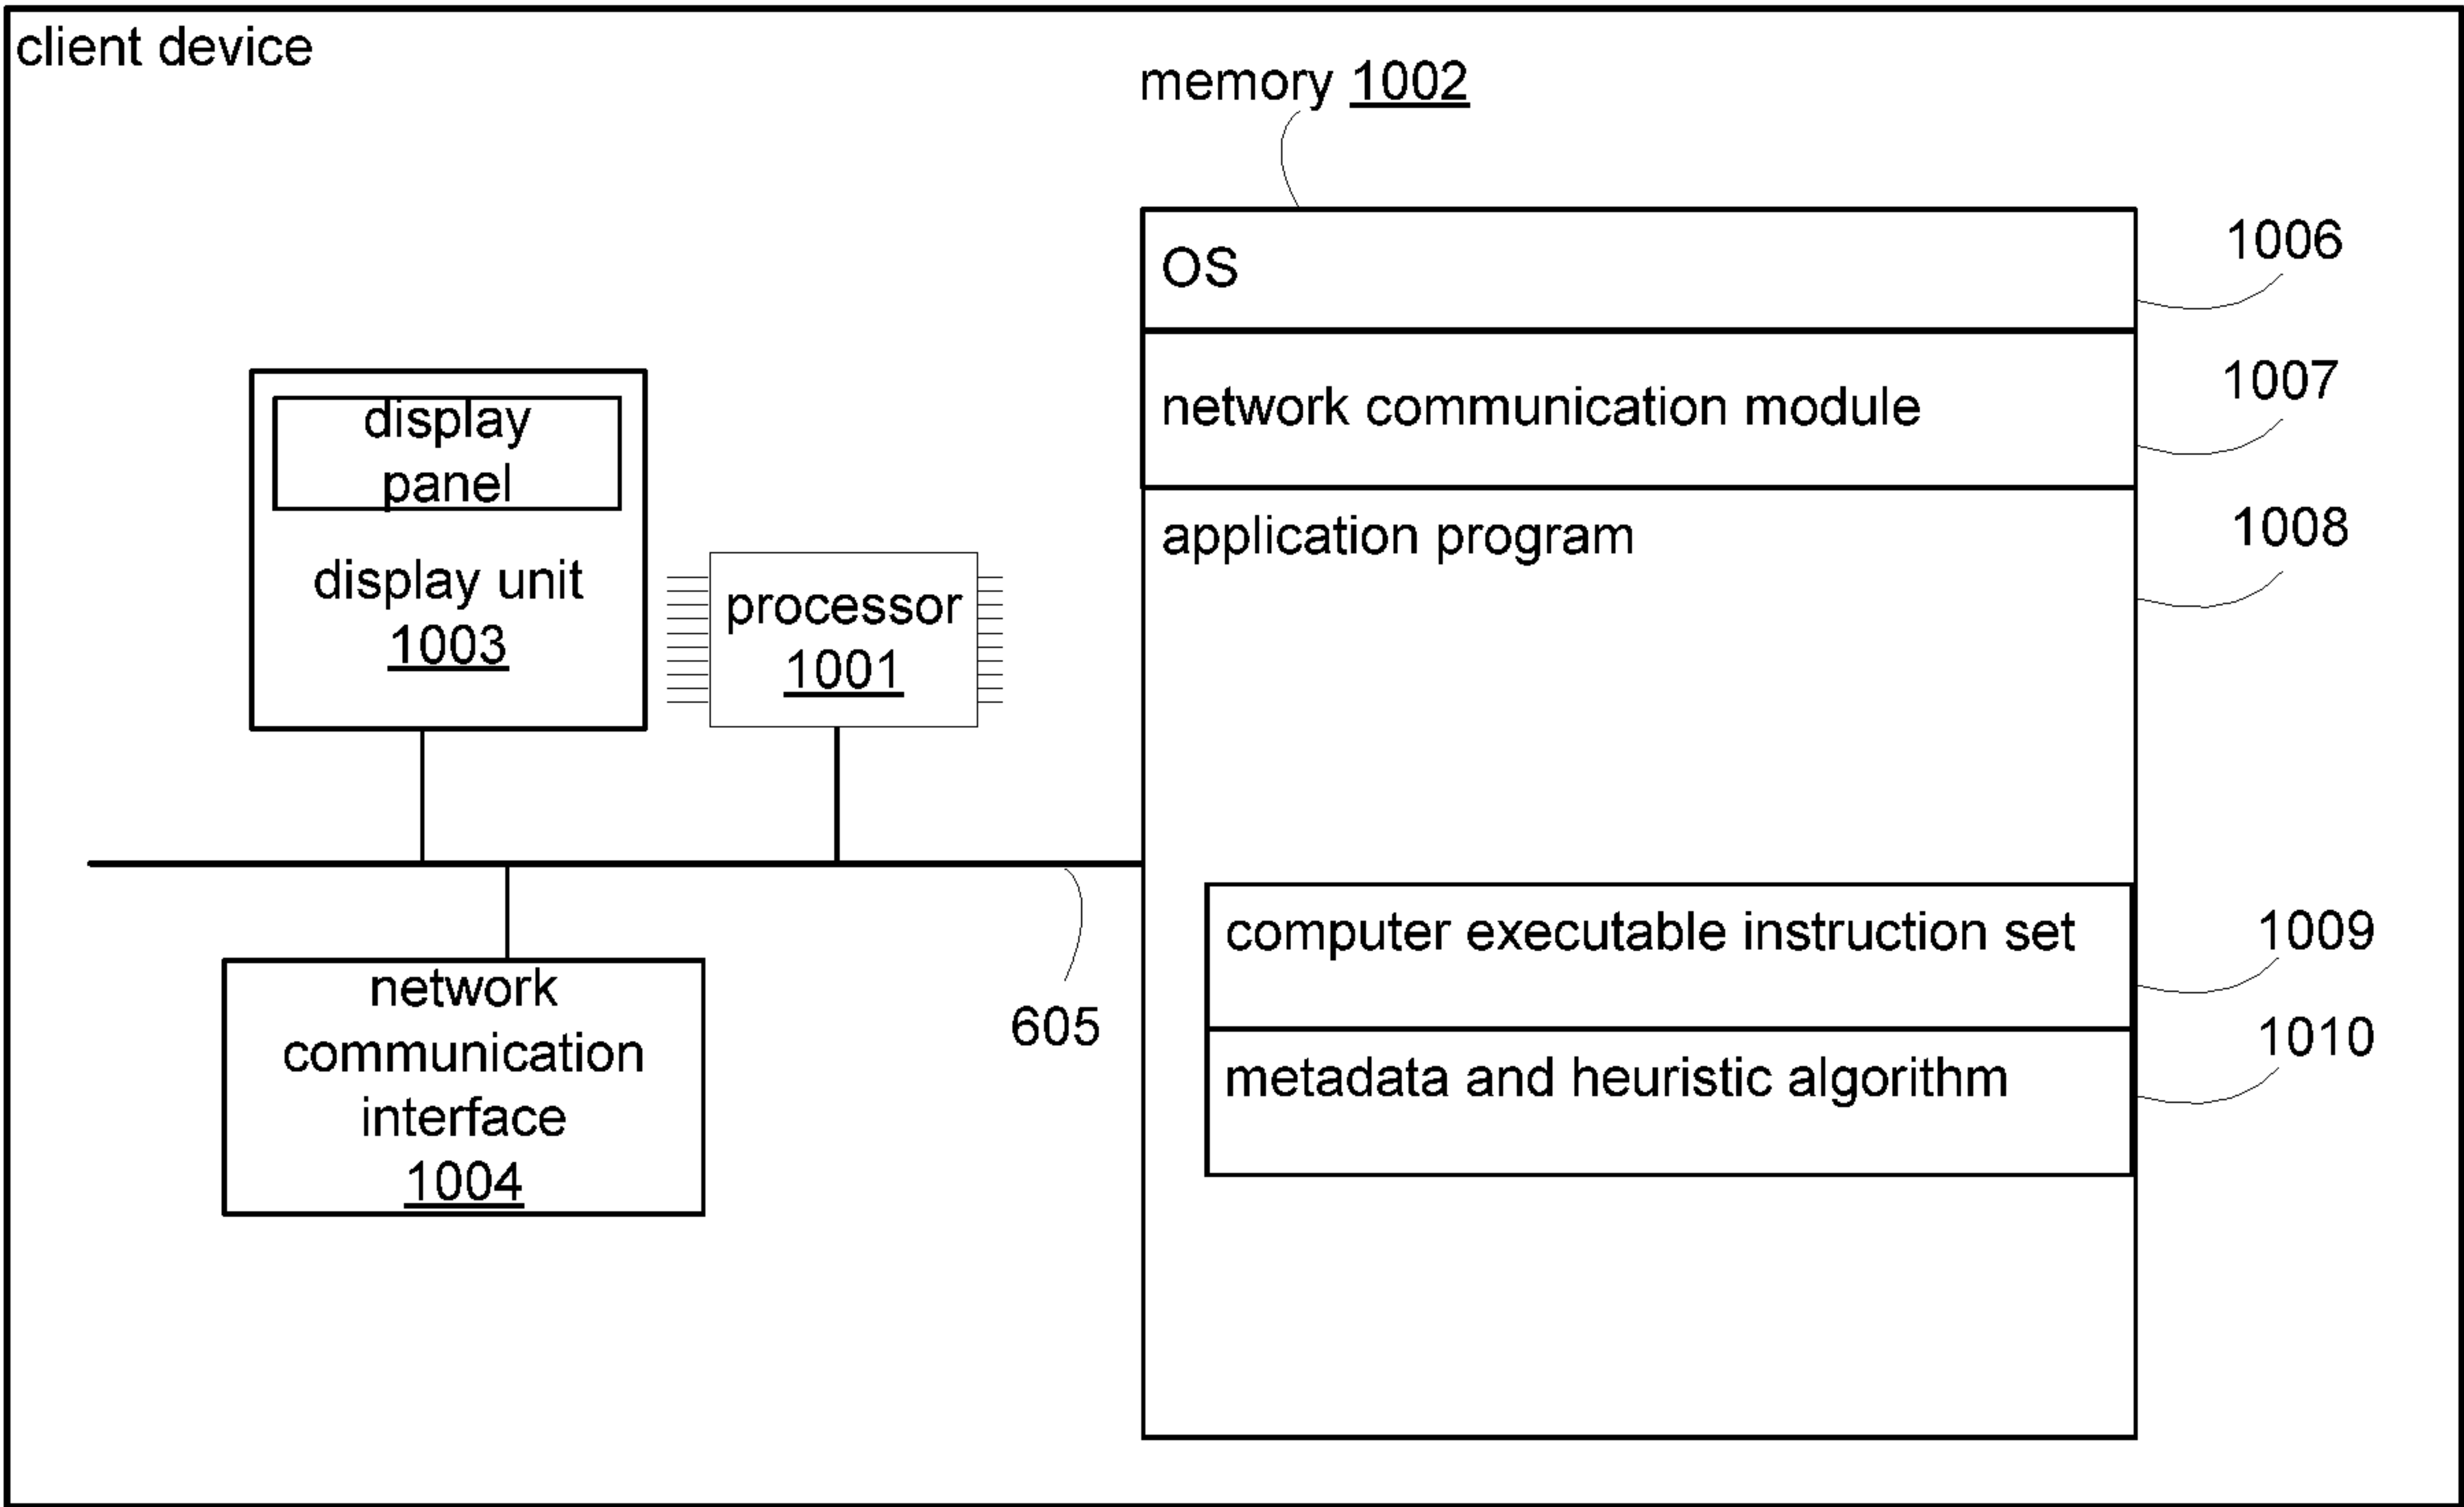 client device
memory 1002
OS
1006
network communication module
1007
application program
1008
display
panel
display unit
1003
processor
1001
605
network
communication
interface
1004
computer executable instruction set
1009
metadata and heuristic algorithm
1010